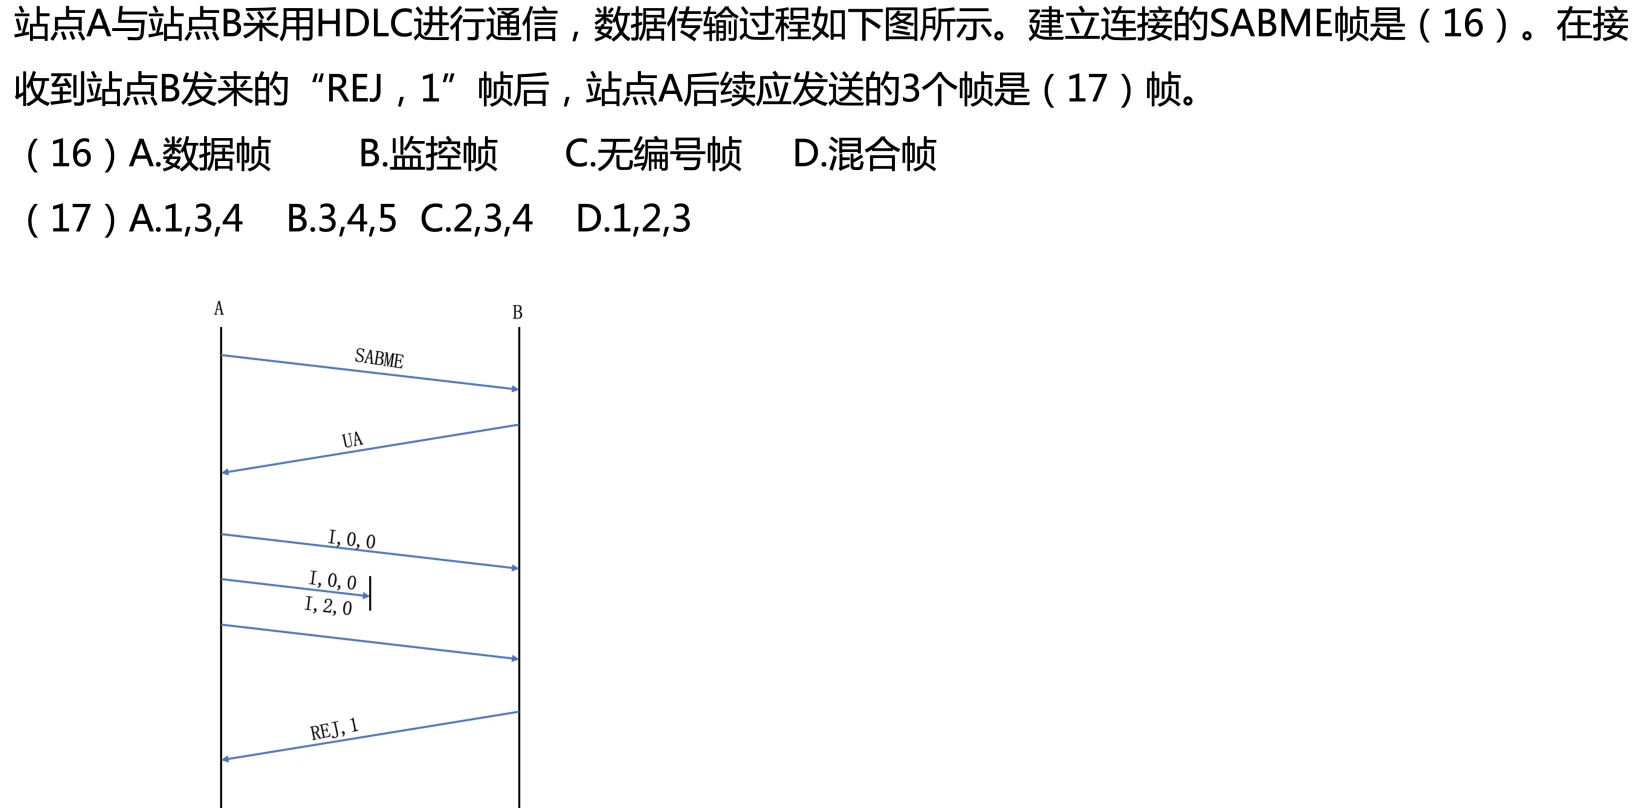 站点A与站点B采用HDLC进行通信，数据传输过程如下图所示。建立连接的SABME帧是（16）。在接
收到站点B发来的“REJ，1”帧后，站点A后续应发送的3个帧是（17）帧。
（16）A.数据帧 B.监控帧 C.无编号帧 D.混合帧
（17）A.1,3,4 B.3,4,5 C.2,3,4 D.1,2,3
A
B
SABME
UA
I,0,0
I,0,0
I,2,0
REJ,1